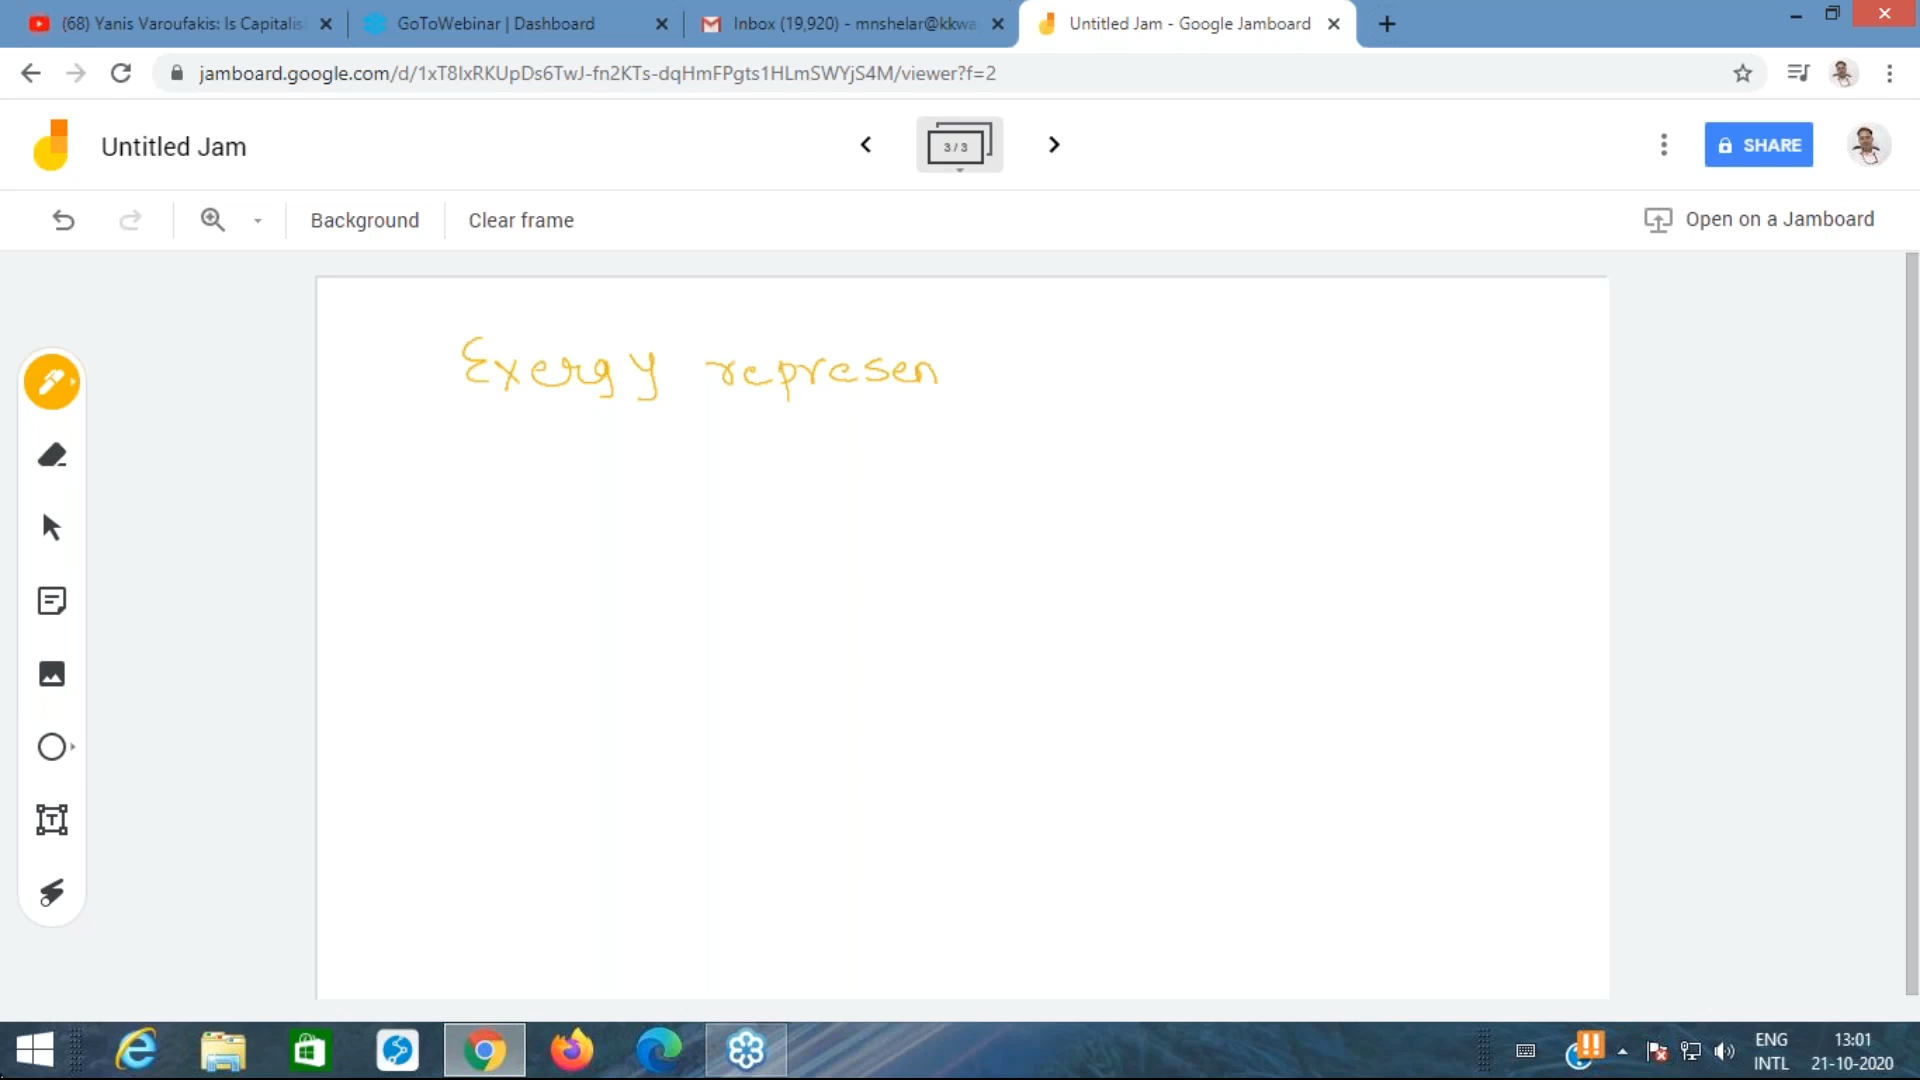 (68) Yanis Varoufakis: Is Capitalis
GoToWebinar | Dashboard
Inbox (19,920) - mnshelar@kkwa
Untitled Jam - Google Jamboard
jamboard.google.com/d/1xT8lxRKUpDs6TwJ-fn2KTs-dqHmFPgts1HLmSWYjS4M/viewer?f=2
Untitled Jam
3 / 3
SHARE
Background
Clear frame
Open on a Jamboard
Exergy represen
ENG
13:01
INTL
21-10-2020